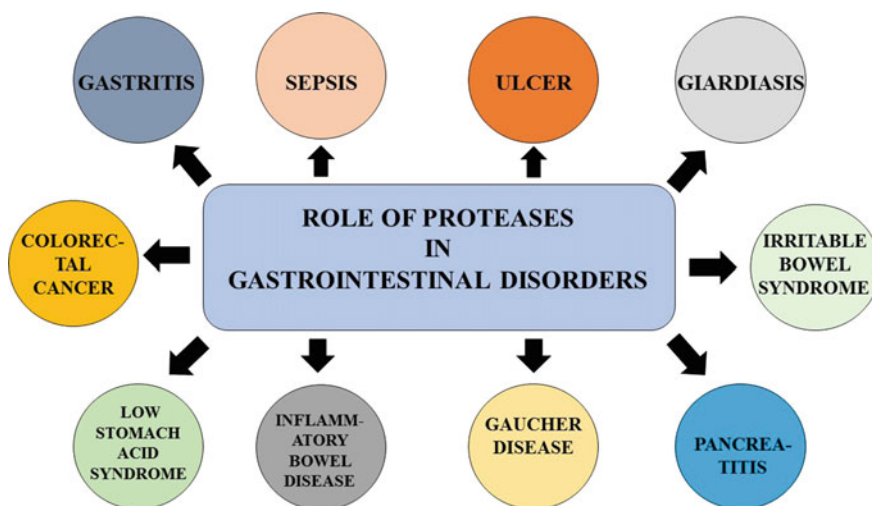 GASTRITIS
SEPSIS
ULCER
GIARDIASIS
ROLE OF PROTEASES
IN
GASTROINTESTINAL DISORDERS
COLOREC-
TAL
CANCER
IRRITABLE
BOWEL
SYNDROME
LOW
STOMACH
ACID
SYNDROME
INFLAMM-
ATORY
BOWEL
DISEASE
GAUCHER
DISEASE
PANCREA-
TITIS